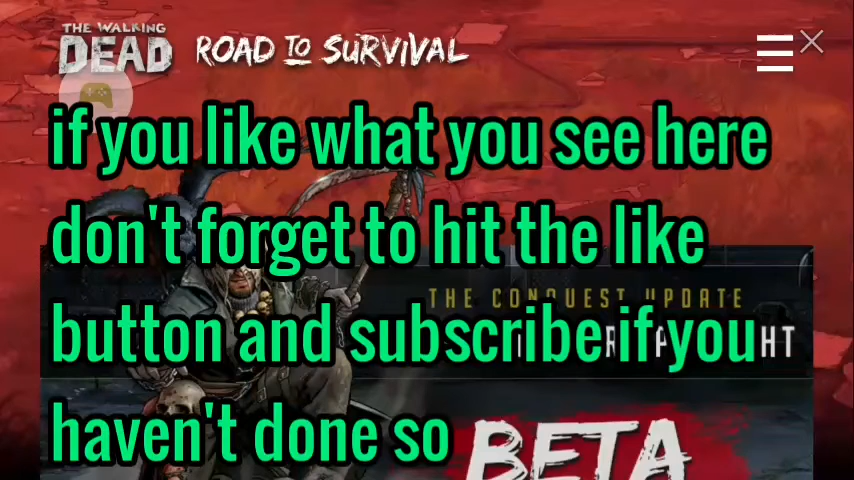 THE WALKING
DEAD
ROAD TO SURVIVAL
if you like what you see here
don't forget to hit the like
THE CONQUEST UPDATE
button and subscribe if you
haven't done so
BETA